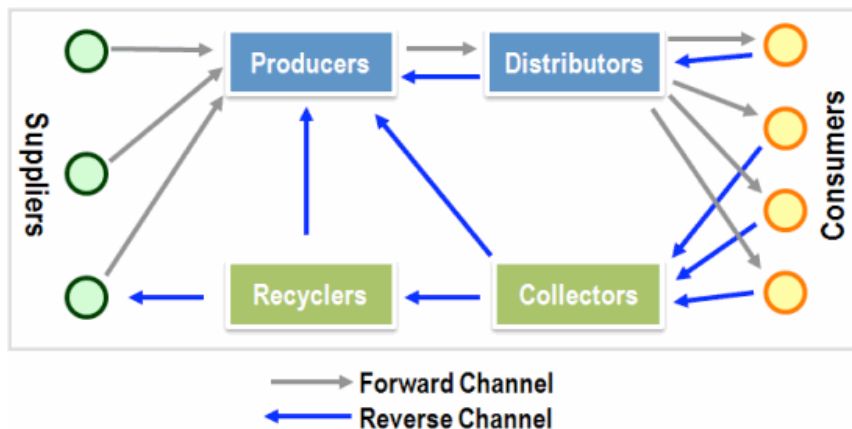 Suppliers
Producers
Distributors
Consumers
Recyclers
Collectors
Forward Channel
Reverse Channel